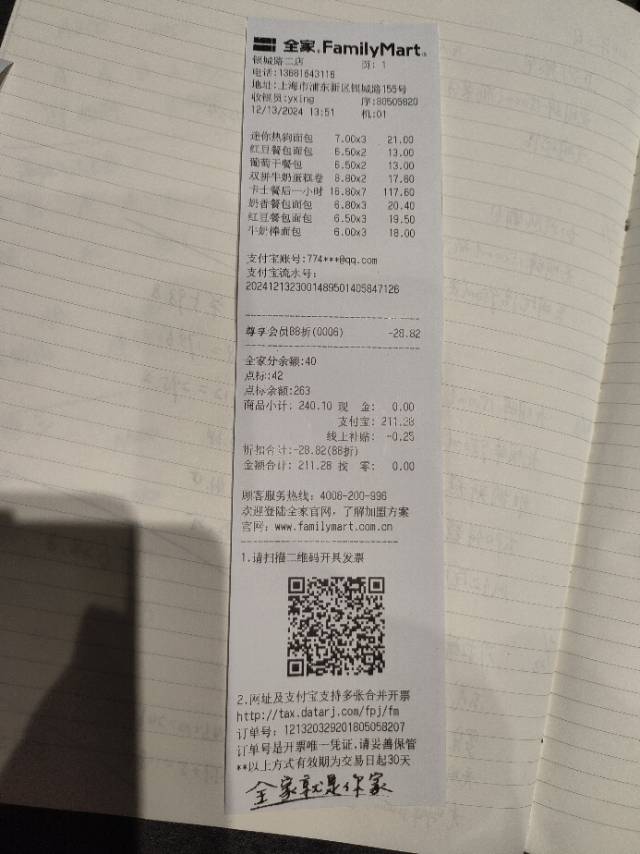 全家 FamilyMart
银城路二店 页: 1
电话:13681643116
地址:上海市浦东新区银城路155号
收银员:yxing 序:80505820
12/13/2024 13:51 机:01
迷你热狗面包 7.00x3 21.00
红豆餐包面包 6.50x2 13.00
葡萄干餐包 6.50x2 13.00
双拼牛奶蛋糕卷 8.80x2 17.60
卡士餐后一小时 16.80x7 117.60
奶香餐包面包 6.80x3 20.40
红豆餐包面包 6.50x3 19.50
牛奶棒面包 6.00x3 18.00
支付宝账号:774***@qq.com
支付宝流水号:
2024121323001489501405847126
尊享会员88折(0006) -28.82
全家分余额:40
点标:42
点标余额:263
商品小计: 240.10 现 金: 0.00
支付宝: 211.28
线上补贴: -0.25
折扣合计:-28.82(88折)
金额合计: 211.28 找 零: 0.00
顾客服务热线: 4008-200-996
欢迎登陆全家官网,了解加盟方案
官网: www.familymart.com.cn
1.请扫描二维码开具发票
2.网址及支付宝支持多张合并开票
http://tax.datarj.com/fpj/fm
订单号: 121320329201805058207
订单号是开票唯一凭证,请妥善保管
**以上方式有效期为交易日起30天
全家就是你家